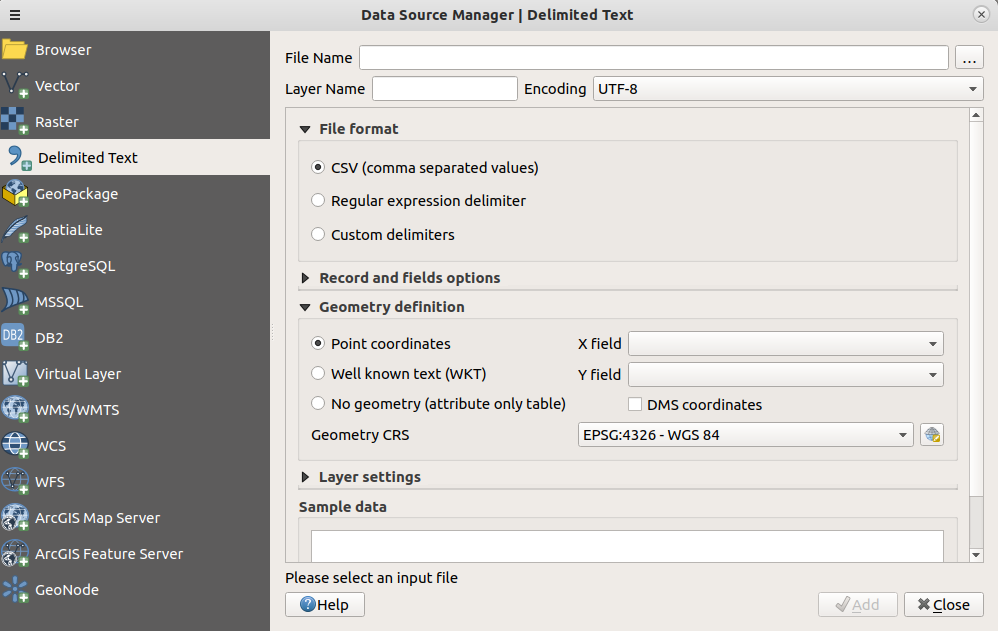 Data Source Manager | Delimited Text
Browser
Vector
Raster
Delimited Text
GeoPackage
SpatiaLite
PostgreSQL
MSSQL
DB2
DB2
Virtual Layer
WMS/WMTS
WCS
WFS
ArcGIS Map Server
ArcGIS Feature Server
GeoNode
File Name
...
Layer Name
Encoding UTF-8
File format
CSV (comma separated values)
Regular expression delimiter
Custom delimiters
Record and fields options
Geometry definition
Point coordinates X field
Well known text (WKT) Y field
No geometry (attribute only table) DMS coordinates
Geometry CRS EPSG:4326 - WGS 84
Layer settings
Sample data
Please select an input file
Help Add Close